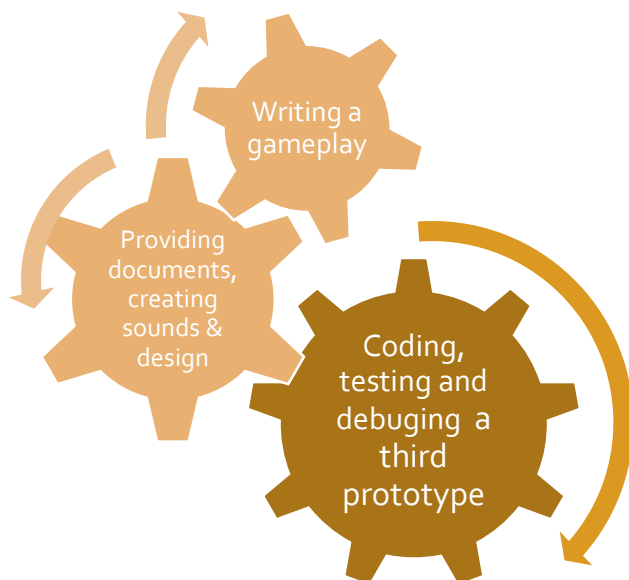 Writing a
gameplay
Providing
documents,
creating
sounds &
design
Coding,
testing and
debuging a
third
prototype